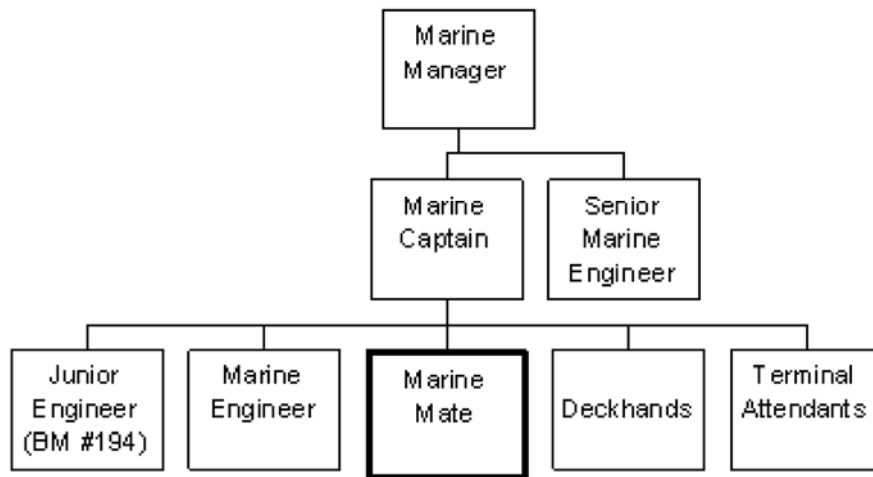 Marine
Manager
Marine
Captain
Senior
Marine
Engineer
Junior
Engineer
(BM #194)
Marine
Engineer
Marine
Mate
Deckhands
Terminal
Attendants